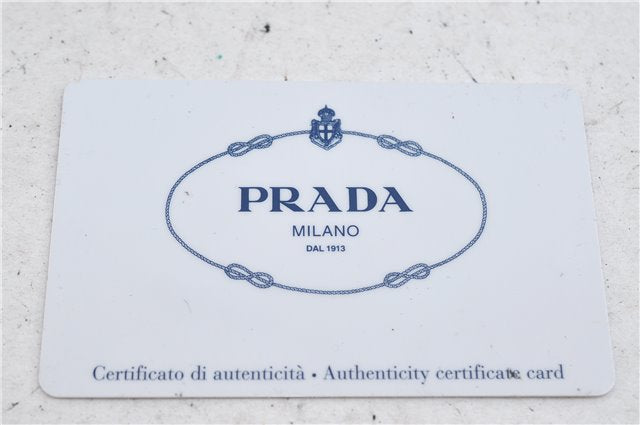 PRADA
MILANO
DAL 1913
Certificato di autenticità • Authenticity certificate card